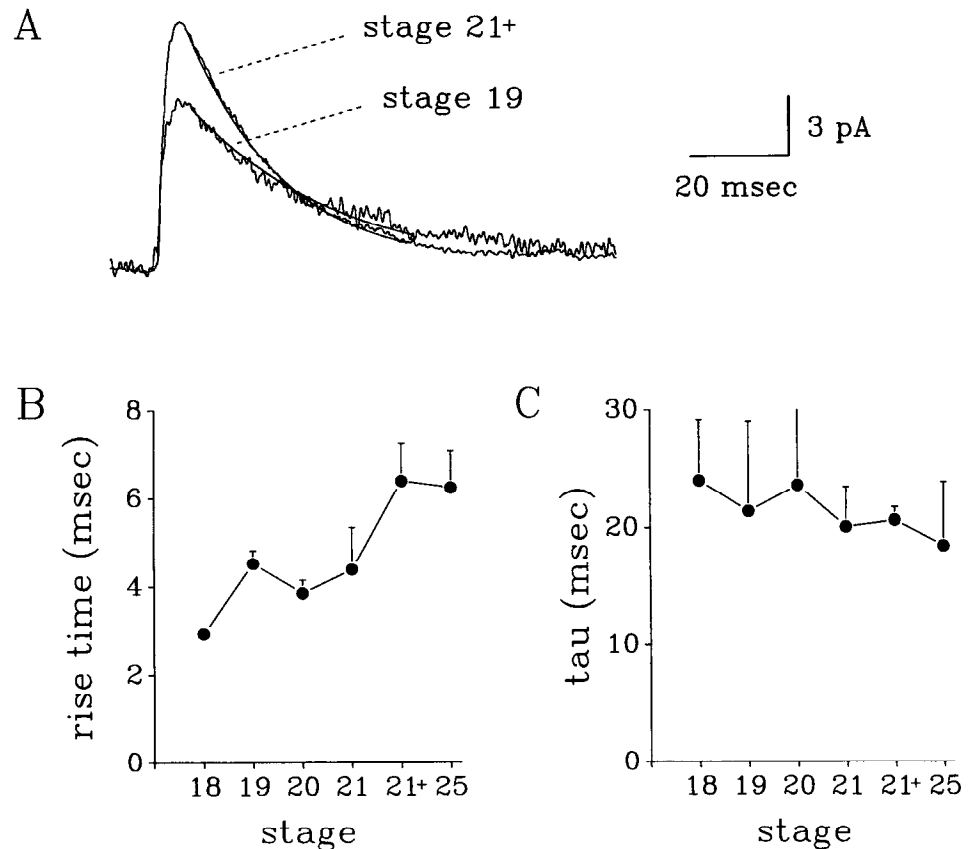 A
stage 21+
stage 19
3 pA
20 msec
B
rise time (msec)
8
6
4
2
0
18 19 20 21 21+ 25
stage
C
tau (msec)
30
20
10
0
18 19 20 21 21+ 25
stage